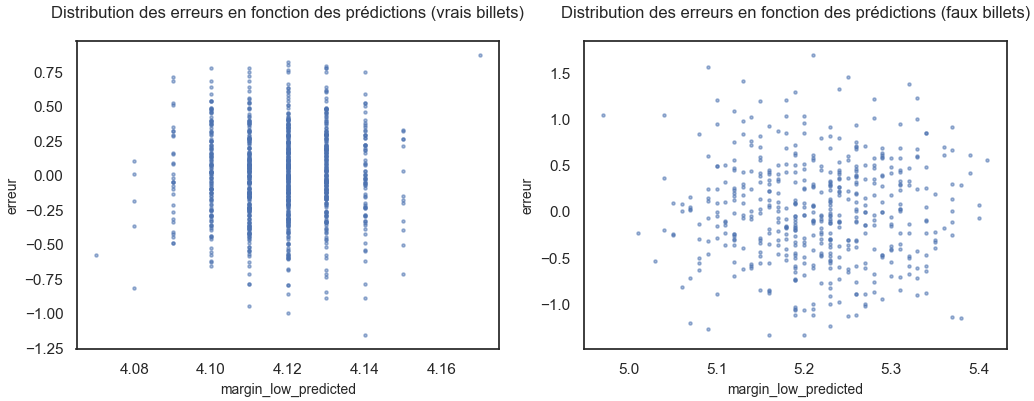 Distribution des erreurs en fonction des prédictions (vrais billets)
0.75
0.50
0.25
0.00
−0.25
−0.50
−0.75
−1.00
−1.25
erreur
4.08 4.10 4.12 4.14 4.16
margin_low_predicted
Distribution des erreurs en fonction des prédictions (faux billets)
1.5
1.0
0.5
0.0
−0.5
−1.0
erreur
5.0 5.1 5.2 5.3 5.4
margin_low_predicted